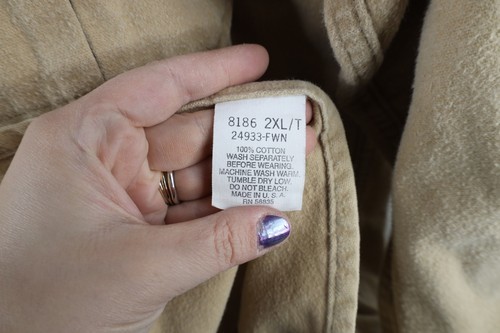 8186 2XL/T
24933-FWN
100% COTTON
WASH SEPARATELY
BEFORE WEARING.
MACHINE WASH WARM.
TUMBLE DRY LOW.
DO NOT BLEACH.
MADE IN U. S. A.
RN 56835